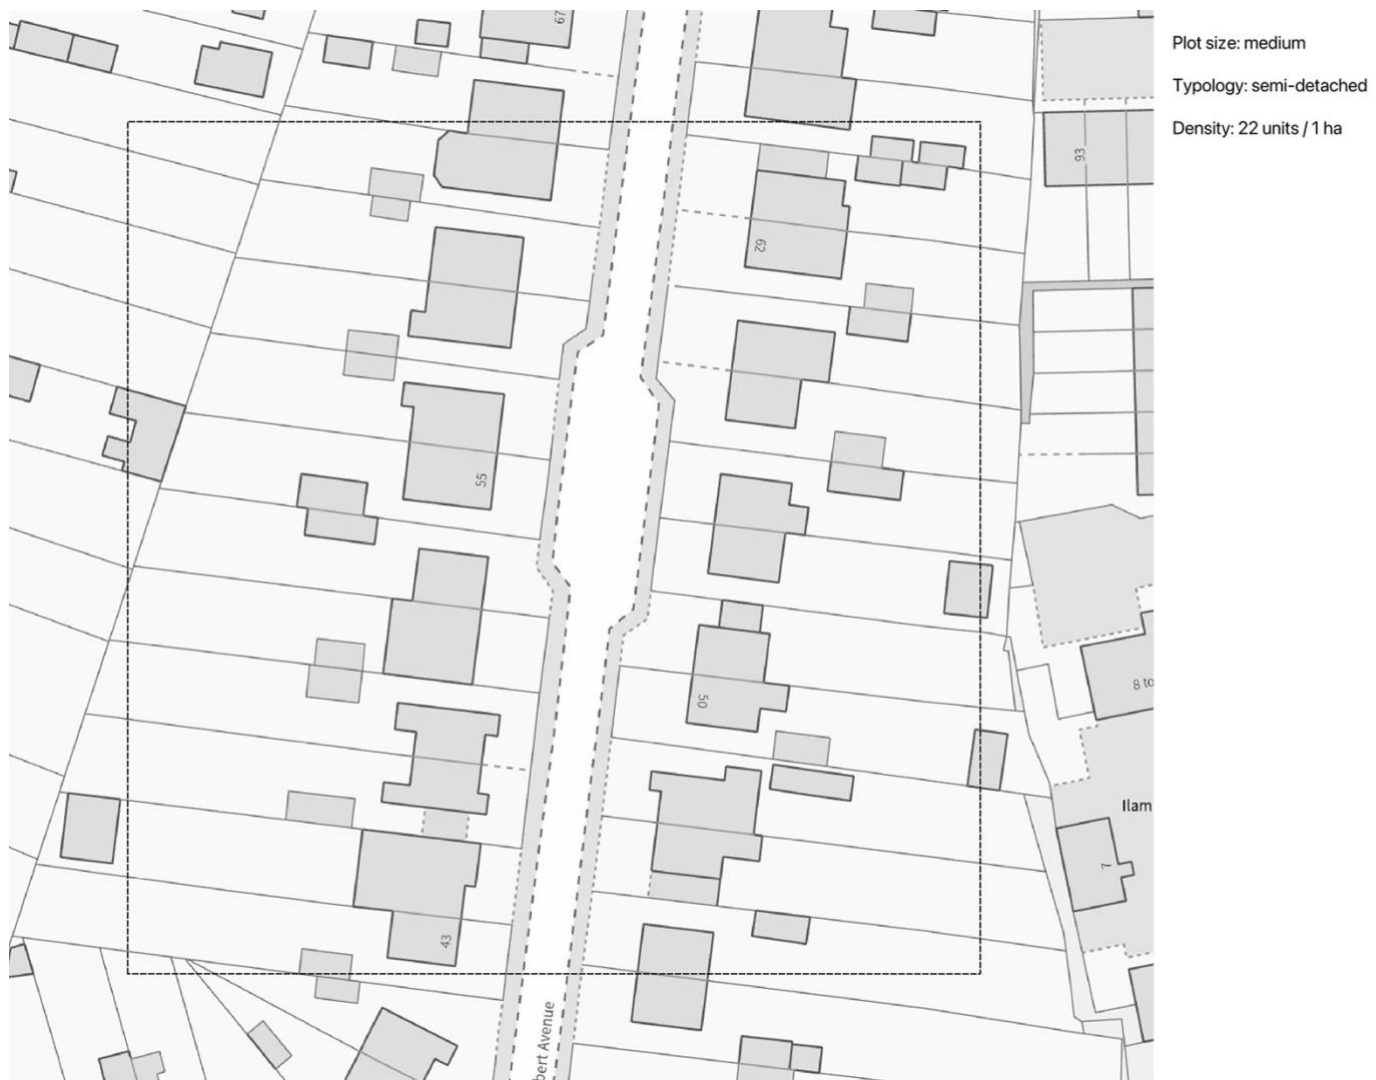 Plot size: medium
Typology: semi-detached
Density: 22 units / 1 ha
67
93
62
55
8 to
50
Ilam
7
43
bert Avenue